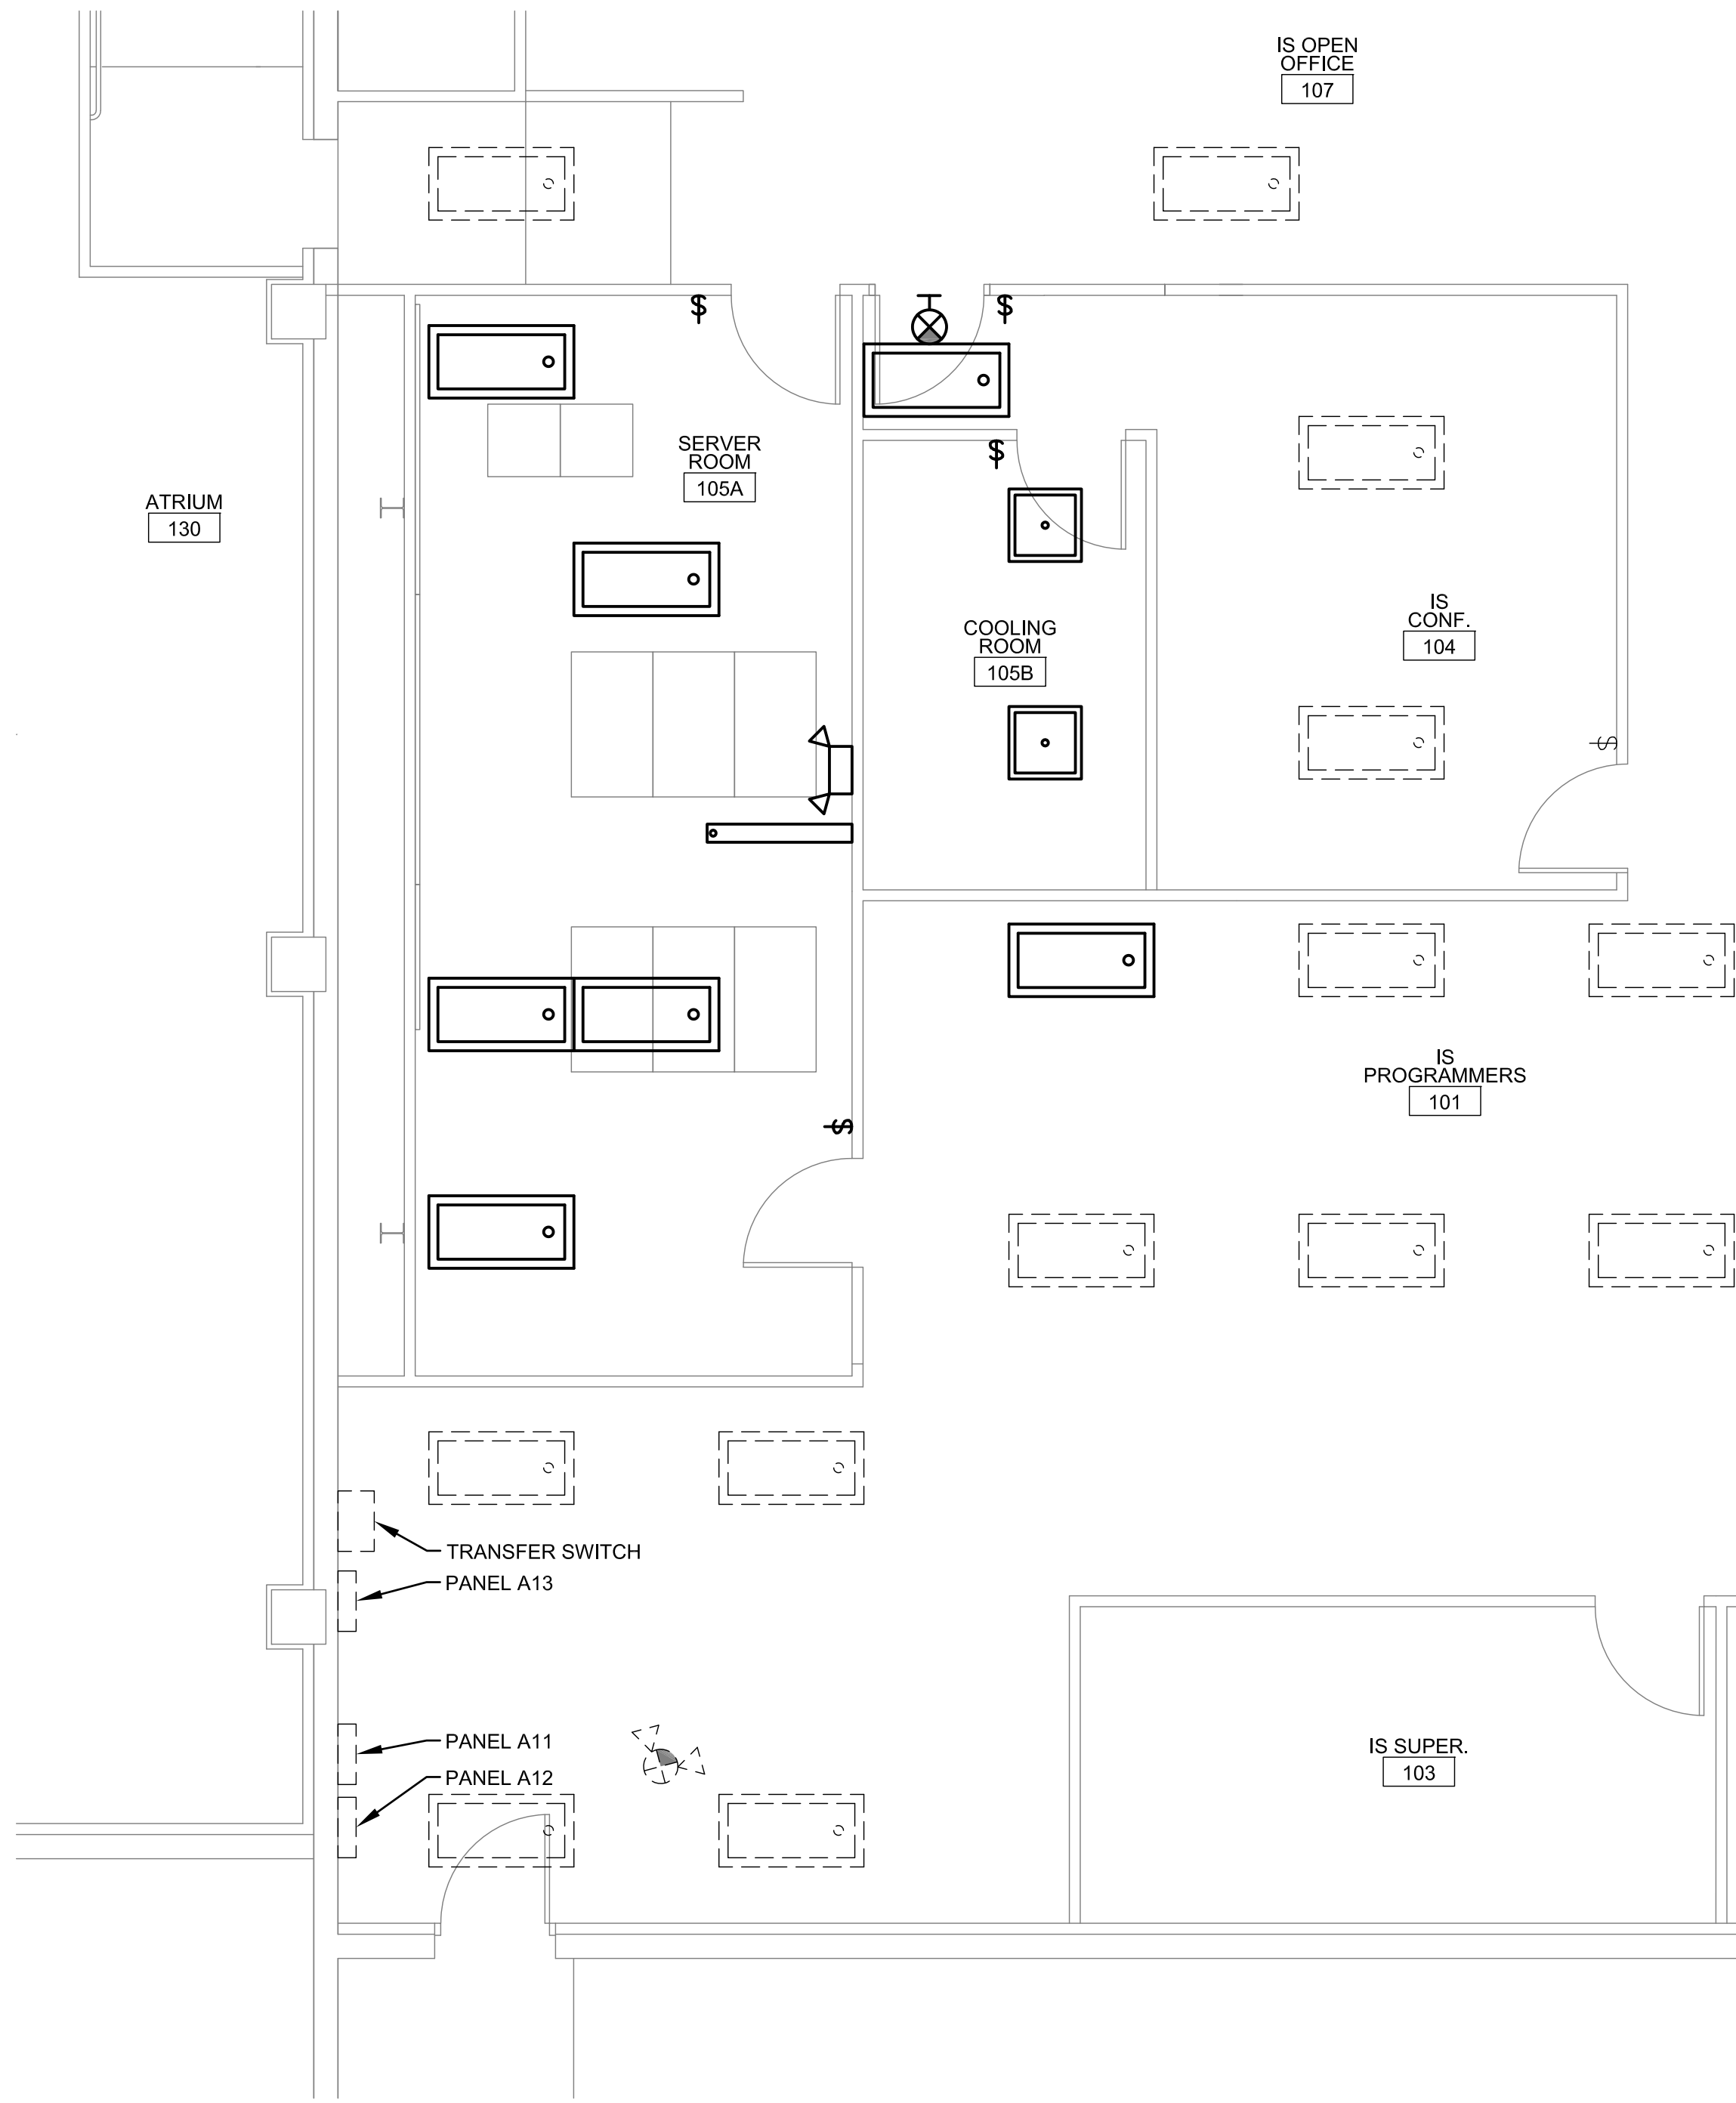 IS OPEN
OFFICE
107
SERVER
ROOM
105A
ATRIUM
130
IS
CONF.
104
COOLING
ROOM
105B
IS
PROGRAMMERS
101
TRANSFER SWITCH
PANEL A13
PANEL A11
PANEL A12
IS SUPER.
103
$
$
$
$
$